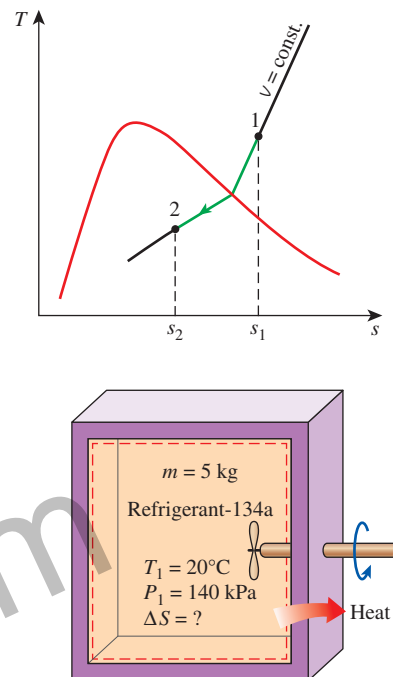 T
v = const.
1
2
s₂
s₁
s
m = 5 kg
Refrigerant-134a
T₁ = 20°C
P₁ = 140 kPa
ΔS = ?
Heat
m